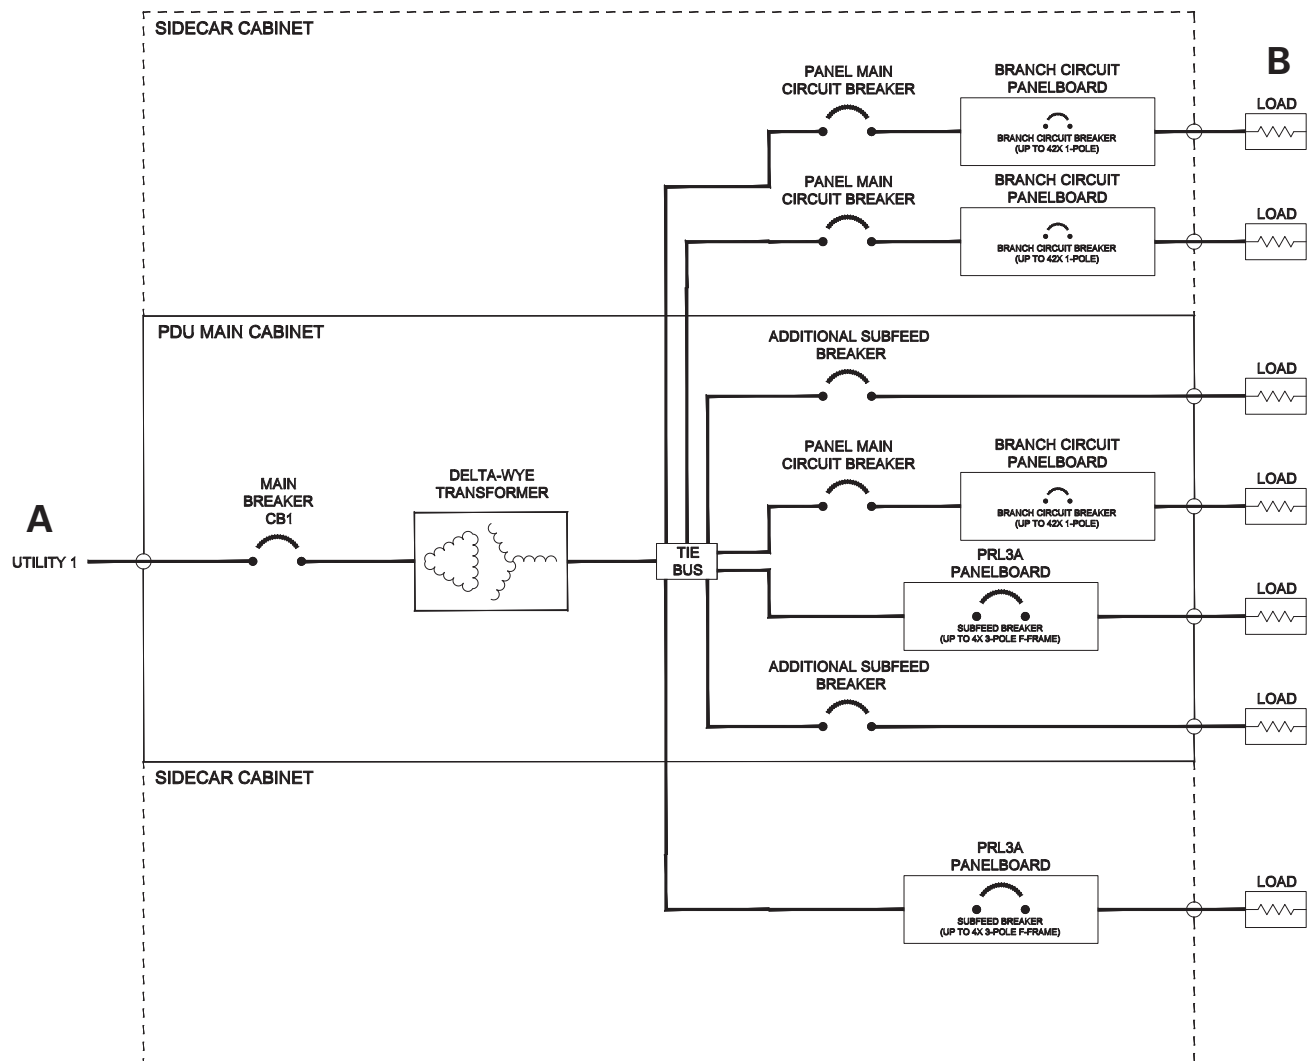 SIDECAR CABINET
B
PANEL MAIN
CIRCUIT BREAKER
BRANCH CIRCUIT
PANELBOARD
BRANCH CIRCUIT BREAKER
(UP TO 42X 1-POLE)
LOAD
PANEL MAIN
CIRCUIT BREAKER
BRANCH CIRCUIT
PANELBOARD
BRANCH CIRCUIT BREAKER
(UP TO 42X 1-POLE)
LOAD
PDU MAIN CABINET
ADDITIONAL SUBFEED
BREAKER
LOAD
PANEL MAIN
CIRCUIT BREAKER
BRANCH CIRCUIT
PANELBOARD
BRANCH CIRCUIT BREAKER
(UP TO 42X 1-POLE)
LOAD
A
UTILITY 1
MAIN
BREAKER
CB1
DELTA-WYE
TRANSFORMER
TIE
BUS
PRL3A
PANELBOARD
SUBFEED BREAKER
(UP TO 4X 3-POLE F-FRAME)
LOAD
ADDITIONAL SUBFEED
BREAKER
LOAD
SIDECAR CABINET
PRL3A
PANELBOARD
SUBFEED BREAKER
(UP TO 4X 3-POLE F-FRAME)
LOAD